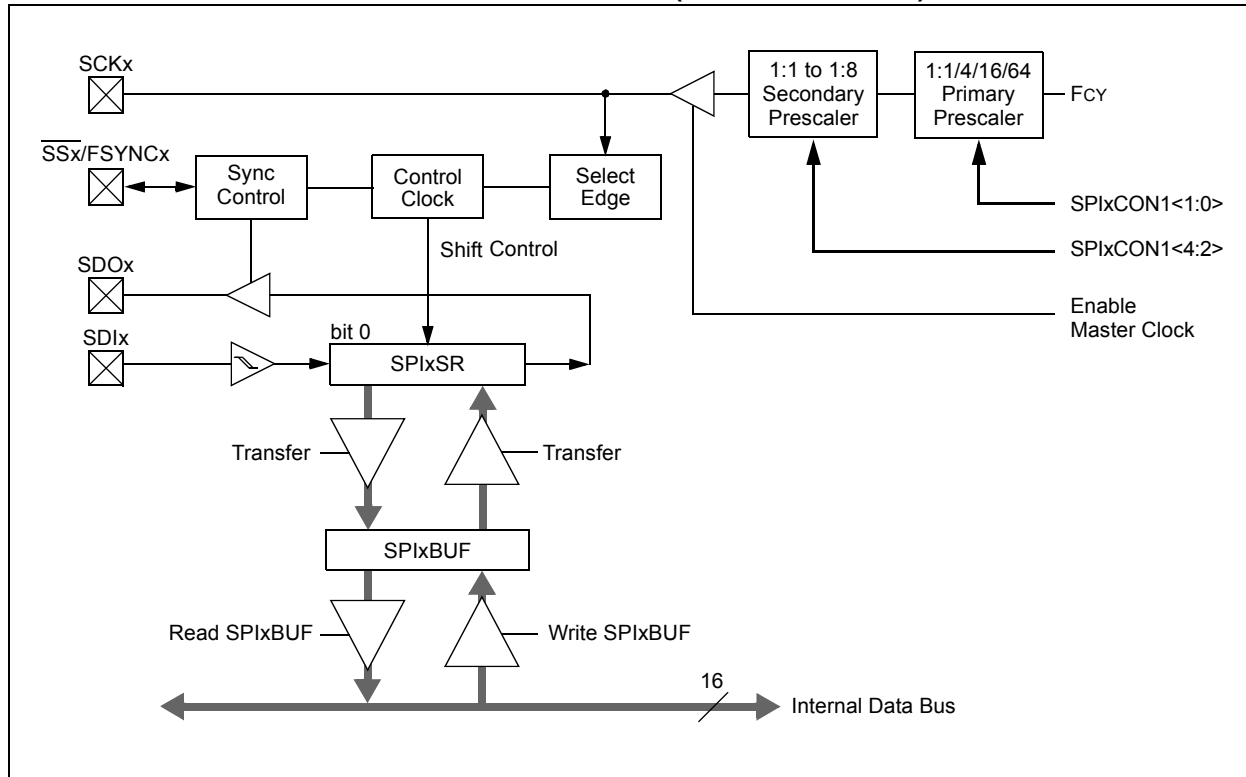 SCKx
1:1 to 1:8
Secondary
Prescaler
1:1/4/16/64
Primary
Prescaler
FCY
SSx/FSYNCx
Sync
Control
Control
Clock
Select
Edge
SPIxCON1<1:0>
Shift Control
SPIxCON1<4:2>
SDOx
Enable
Master Clock
SDIx
bit 0
SPIxSR
Transfer
Transfer
SPIxBUF
Read SPIxBUF
Write SPIxBUF
16
Internal Data Bus